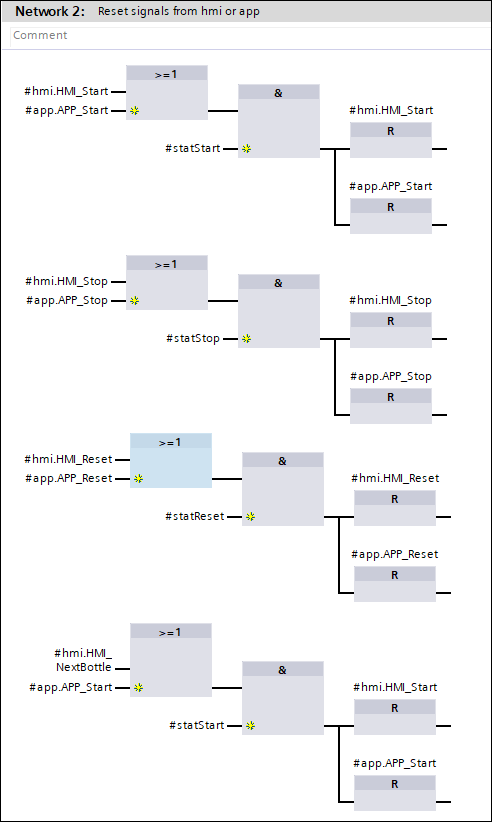 Network 2: Reset signals from hmi or app
Comment
>=1
#hmi.HMI_Start
#app.APP_Start
&
#statStart
#hmi.HMI_Start
R
#app.APP_Start
R
>=1
#hmi.HMI_Stop
#app.APP_Stop
&
#statStop
#hmi.HMI_Stop
R
#app.APP_Stop
R
>=1
#hmi.HMI_Reset
#app.APP_Reset
&
#statReset
#hmi.HMI_Reset
R
#app.APP_Reset
R
>=1
#hmi.HMI_
NextBottle
#app.APP_Start
&
#statStart
#hmi.HMI_Start
R
#app.APP_Start
R